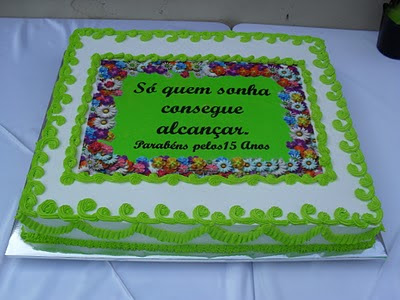 Só quem sonha
consegue
alcançar.
Parabéns pelos15 Anos